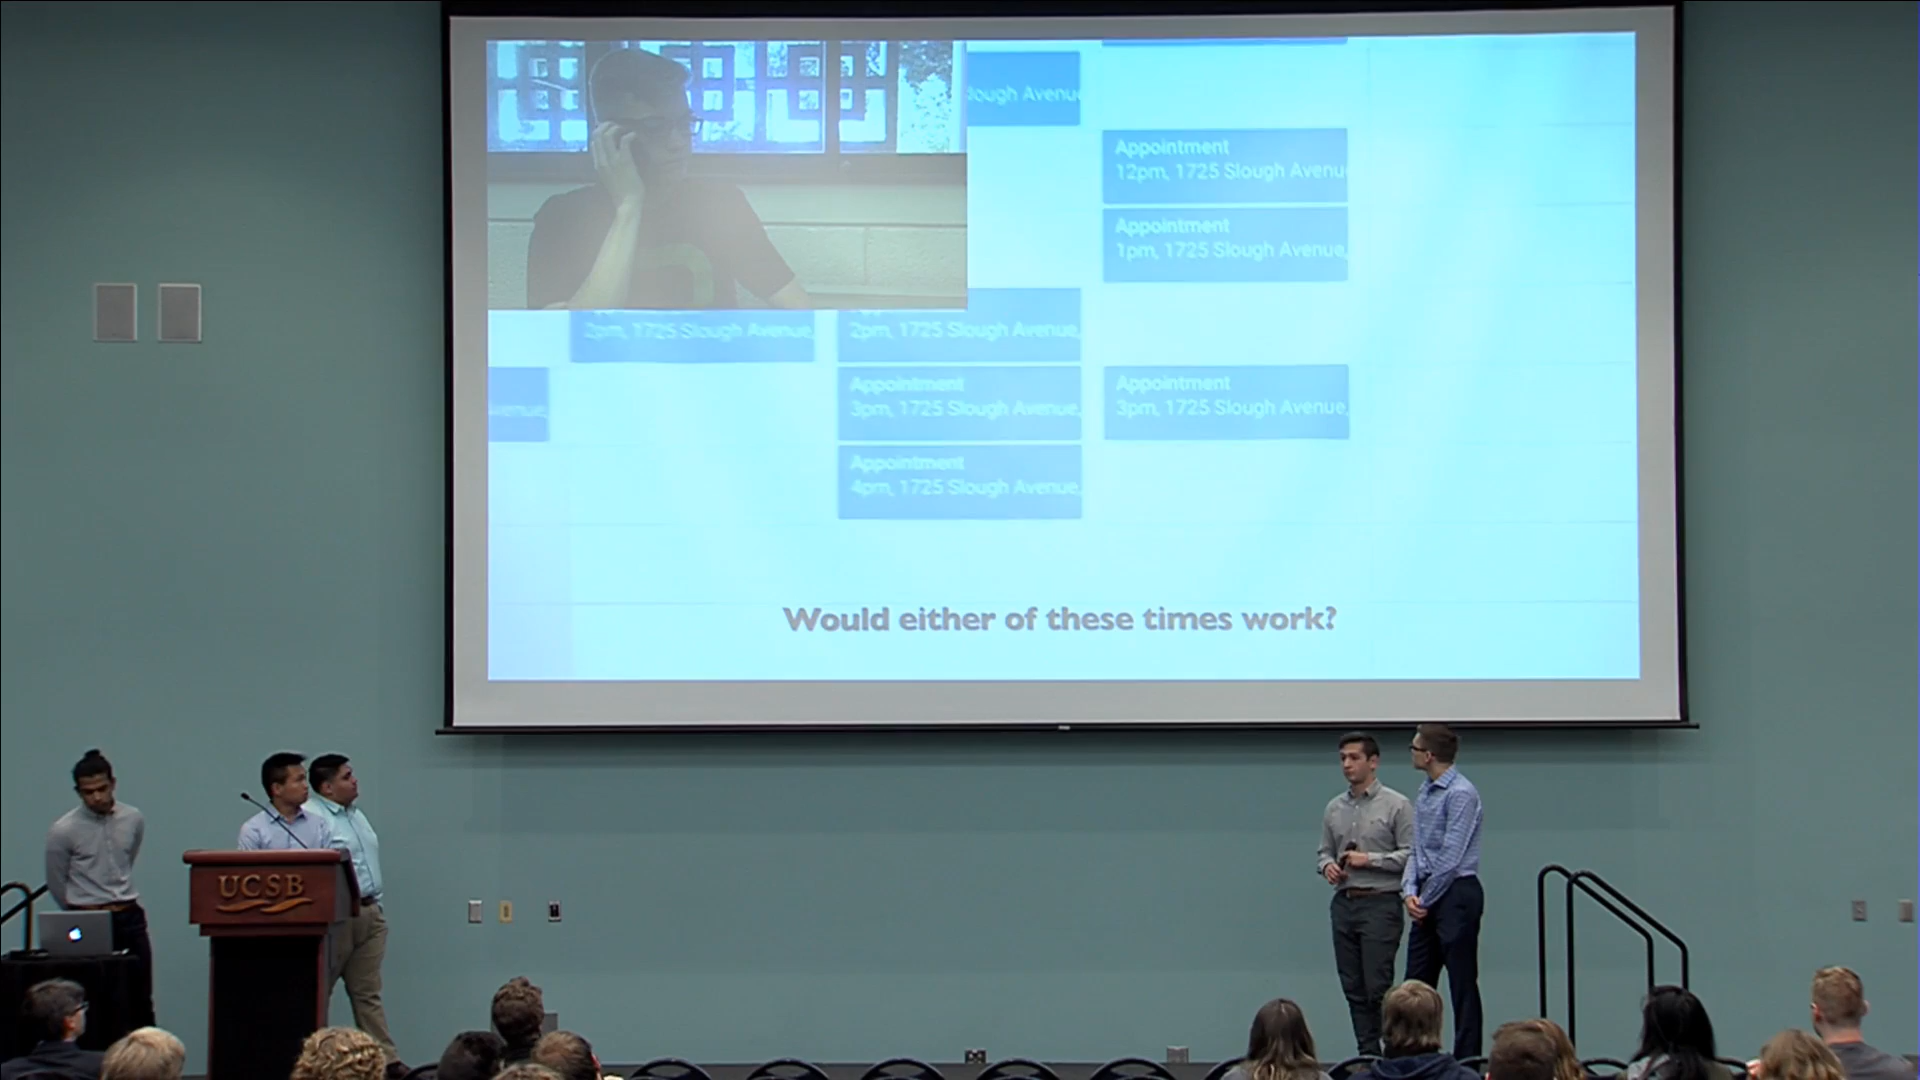 lough Avenue
Appointment
12pm, 1725 Slough Avenu
Appointment
1pm, 1725 Slough Avenue,
2pm, 1725 Slough Avenue,
2pm, 1725 Slough Avenue,
Appointment
3pm, 1725 Slough Avenue,
Appointment
3pm, 1725 Slough Avenue,
Appointment
4pm, 1725 Slough Avenue,
Would either of these times work?
UCSB